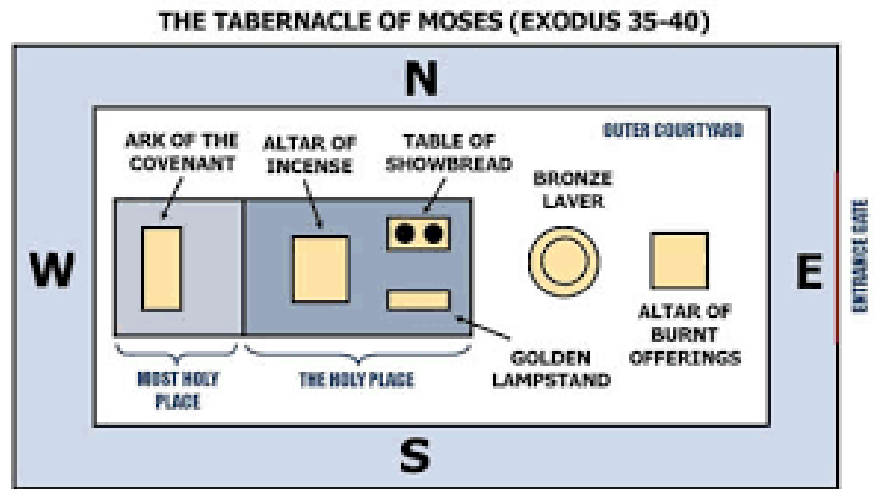 THE TABERNACLE OF MOSES (EXODUS 35-40)
N
OUTER COURTYARD
ARK OF THE
COVENANT
ALTAR OF
INCENSE
TABLE OF
SHOWBREAD
BRONZE
LAVER
W
E
ENTRANCE GATE
ALTAR OF
BURNT
OFFERINGS
GOLDEN
LAMPSTAND
MOST HOLY
PLACE
THE HOLY PLACE
S